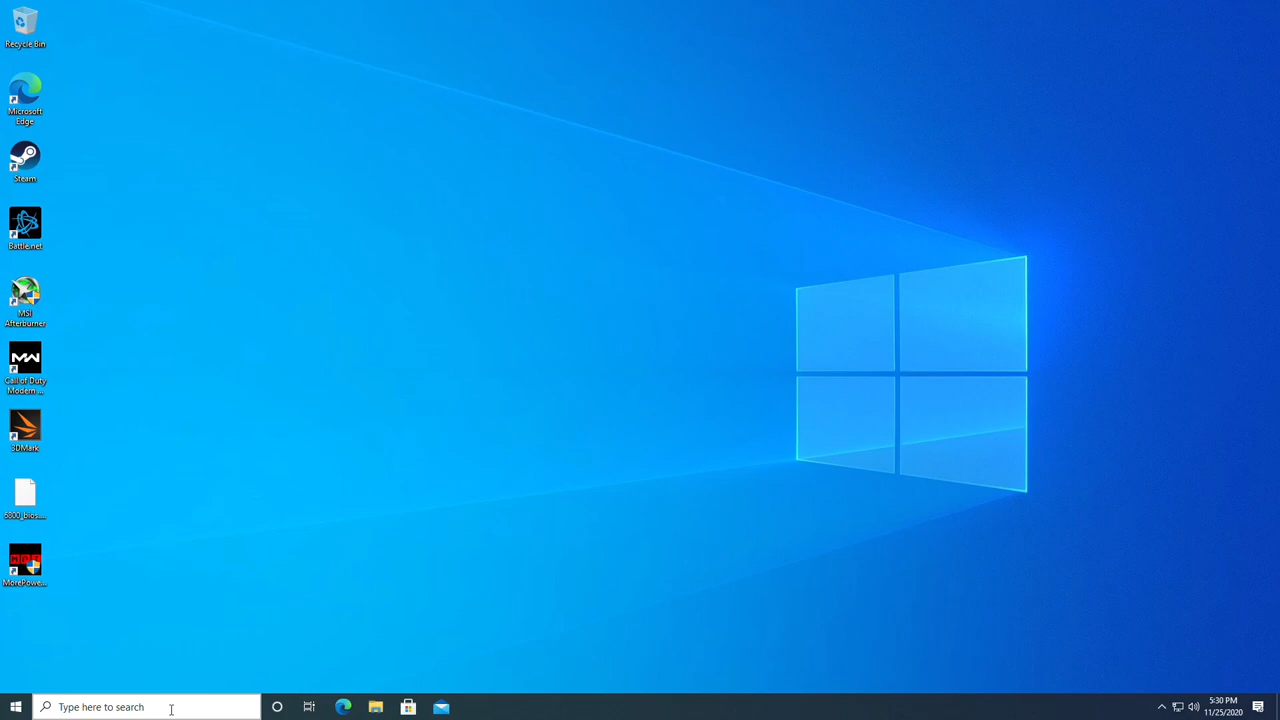 Recycle Bin
Microsoft
Edge
Steam
Battle.net
MSI
Afterburner
Call of Duty
Modern ...
3DMark
6800_bios....
MorePowe...
Type here to search
5:30 PM
11/25/2020